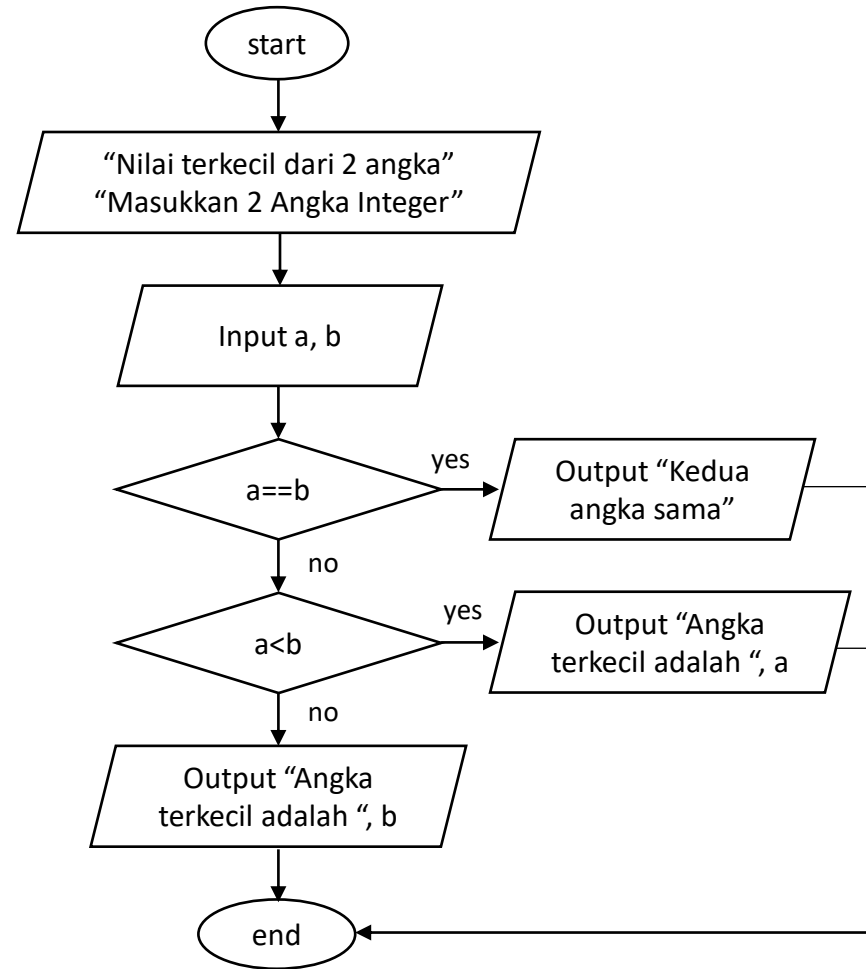 start
“Nilai terkecil dari 2 angka”
“Masukkan 2 Angka Integer”
Input a, b
a==b
yes
Output “Kedua
angka sama”
no
a<b
yes
Output “Angka
terkecil adalah “, a
no
Output “Angka
terkecil adalah “, b
end